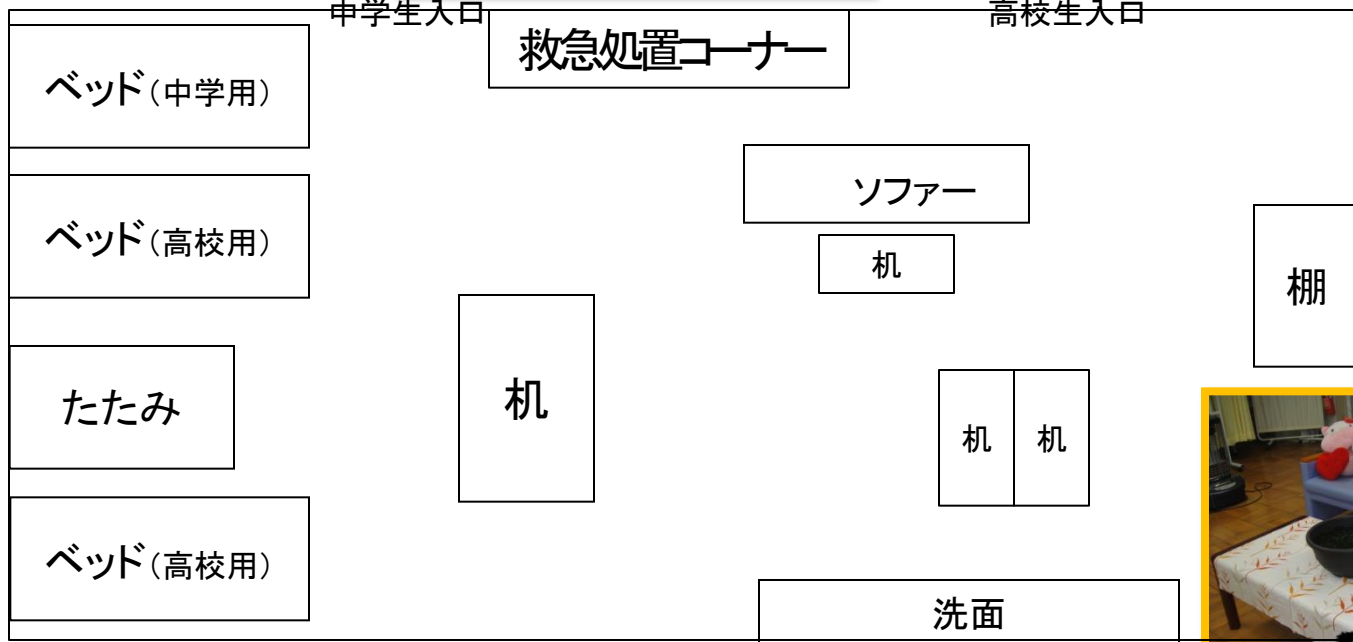 中学生入口
高校生入口
救急処置コーナー
ベッド（中学用）
ソファー
ベッド（高校用）
机
棚
机
たたみ
机
机
ベッド（高校用）
洗面